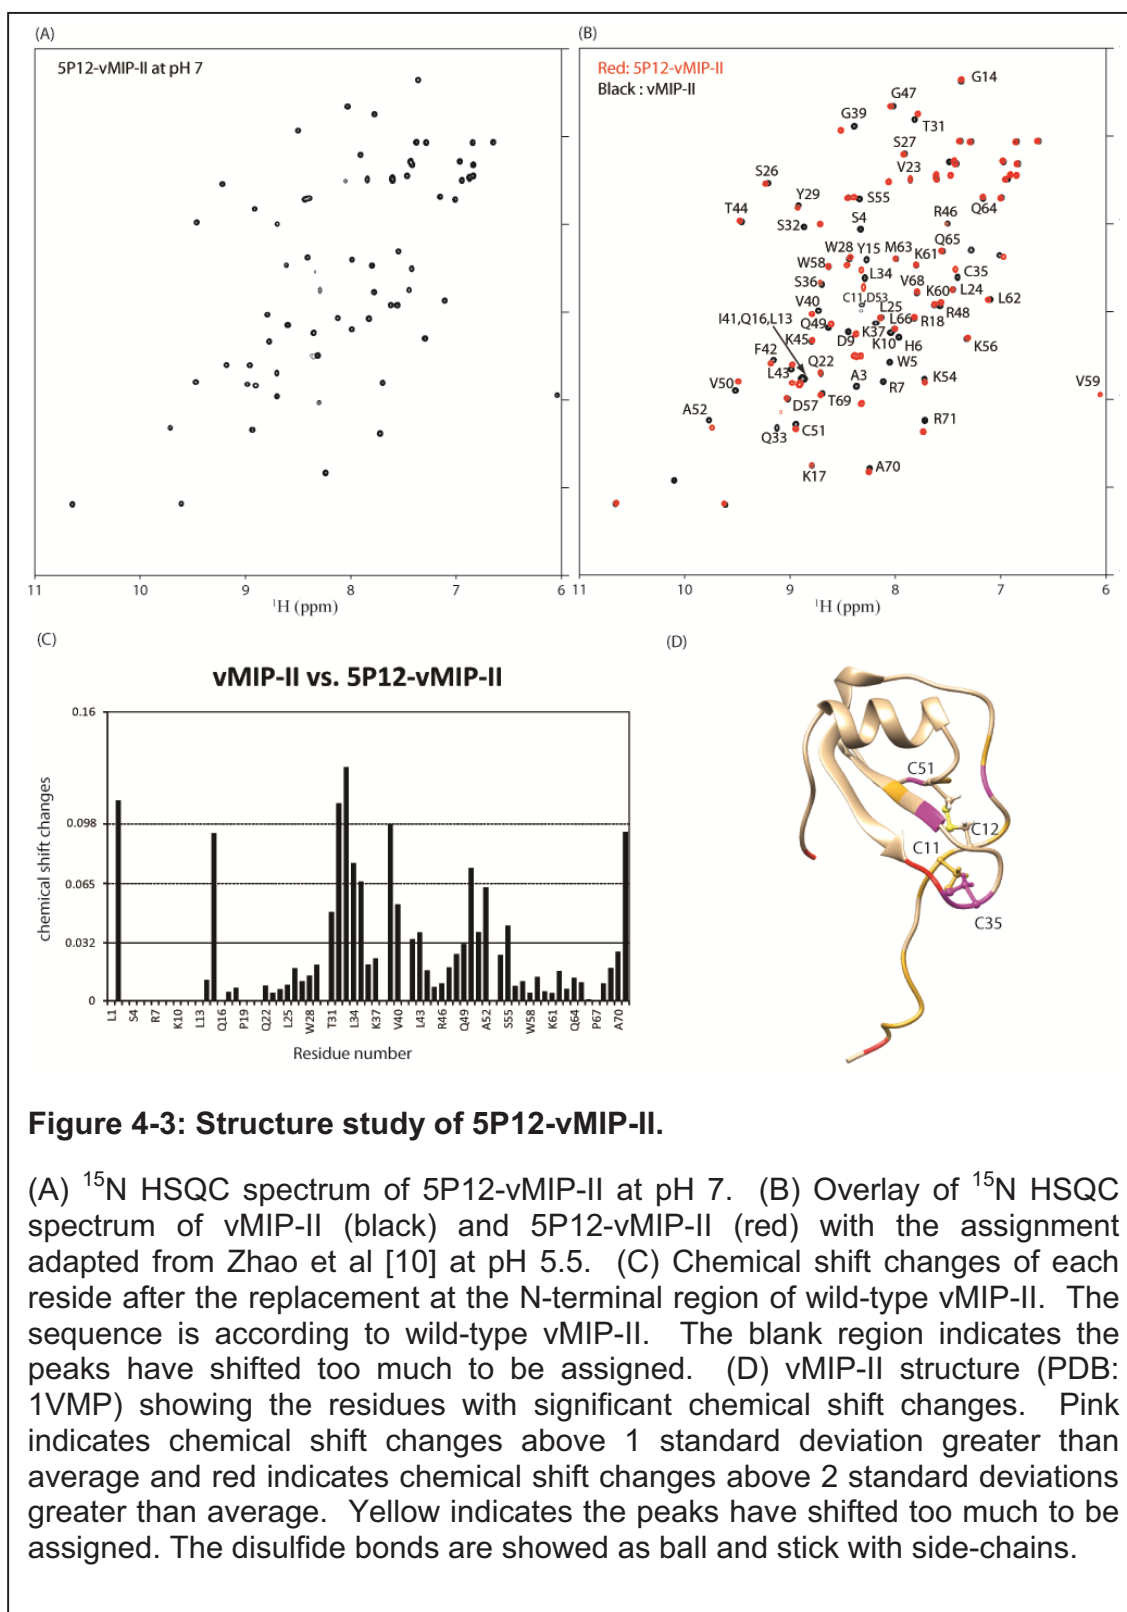 (A)
5P12-vMIP-II at pH 7
11 10 9 8 7 6
¹H (ppm)
(B)
Red: 5P12-vMIP-II
Black : vMIP-II
G14
G47
G39
T31
S27
V23
S26
Y29
S55
T44
S32
S4
R46
Q64
W28
Y15
M63
K61
Q65
W58
L34
C35
S36
V68
K60
L24
C11,D53
L62
V40
L25
I41,Q16,L13
Q49
L66
R18
R48
K45
D9
K37
K10
H6
K56
F42
L43
Q22
W5
A3
R7
K54
V50
V59
D57
T69
A52
Q33
C51
R71
K17
A70
11 10 9 8 7 6
¹H (ppm)
(C)
vMIP-II vs. 5P12-vMIP-II
chemical shift changes
0.16
0.098
0.065
0.032
0
L1 S4 R7 K10 L13 Q16 P19 Q22 L25 W28 T31 L34 K37 V40 L43 R46 Q49 A52 S55 W58 K61 Q64 P67 A70
Residue number
(D)
C51
C12
C11
C35
Figure 4-3: Structure study of 5P12-vMIP-II.
(A) ¹⁵N HSQC spectrum of 5P12-vMIP-II at pH 7. (B) Overlay of ¹⁵N HSQC
spectrum of vMIP-II (black) and 5P12-vMIP-II (red) with the assignment
adapted from Zhao et al [10] at pH 5.5. (C) Chemical shift changes of each
reside after the replacement at the N-terminal region of wild-type vMIP-II. The
sequence is according to wild-type vMIP-II. The blank region indicates the
peaks have shifted too much to be assigned. (D) vMIP-II structure (PDB:
1VMP) showing the residues with significant chemical shift changes. Pink
indicates chemical shift changes above 1 standard deviation greater than
average and red indicates chemical shift changes above 2 standard deviations
greater than average. Yellow indicates the peaks have shifted too much to be
assigned. The disulfide bonds are showed as ball and stick with side-chains.